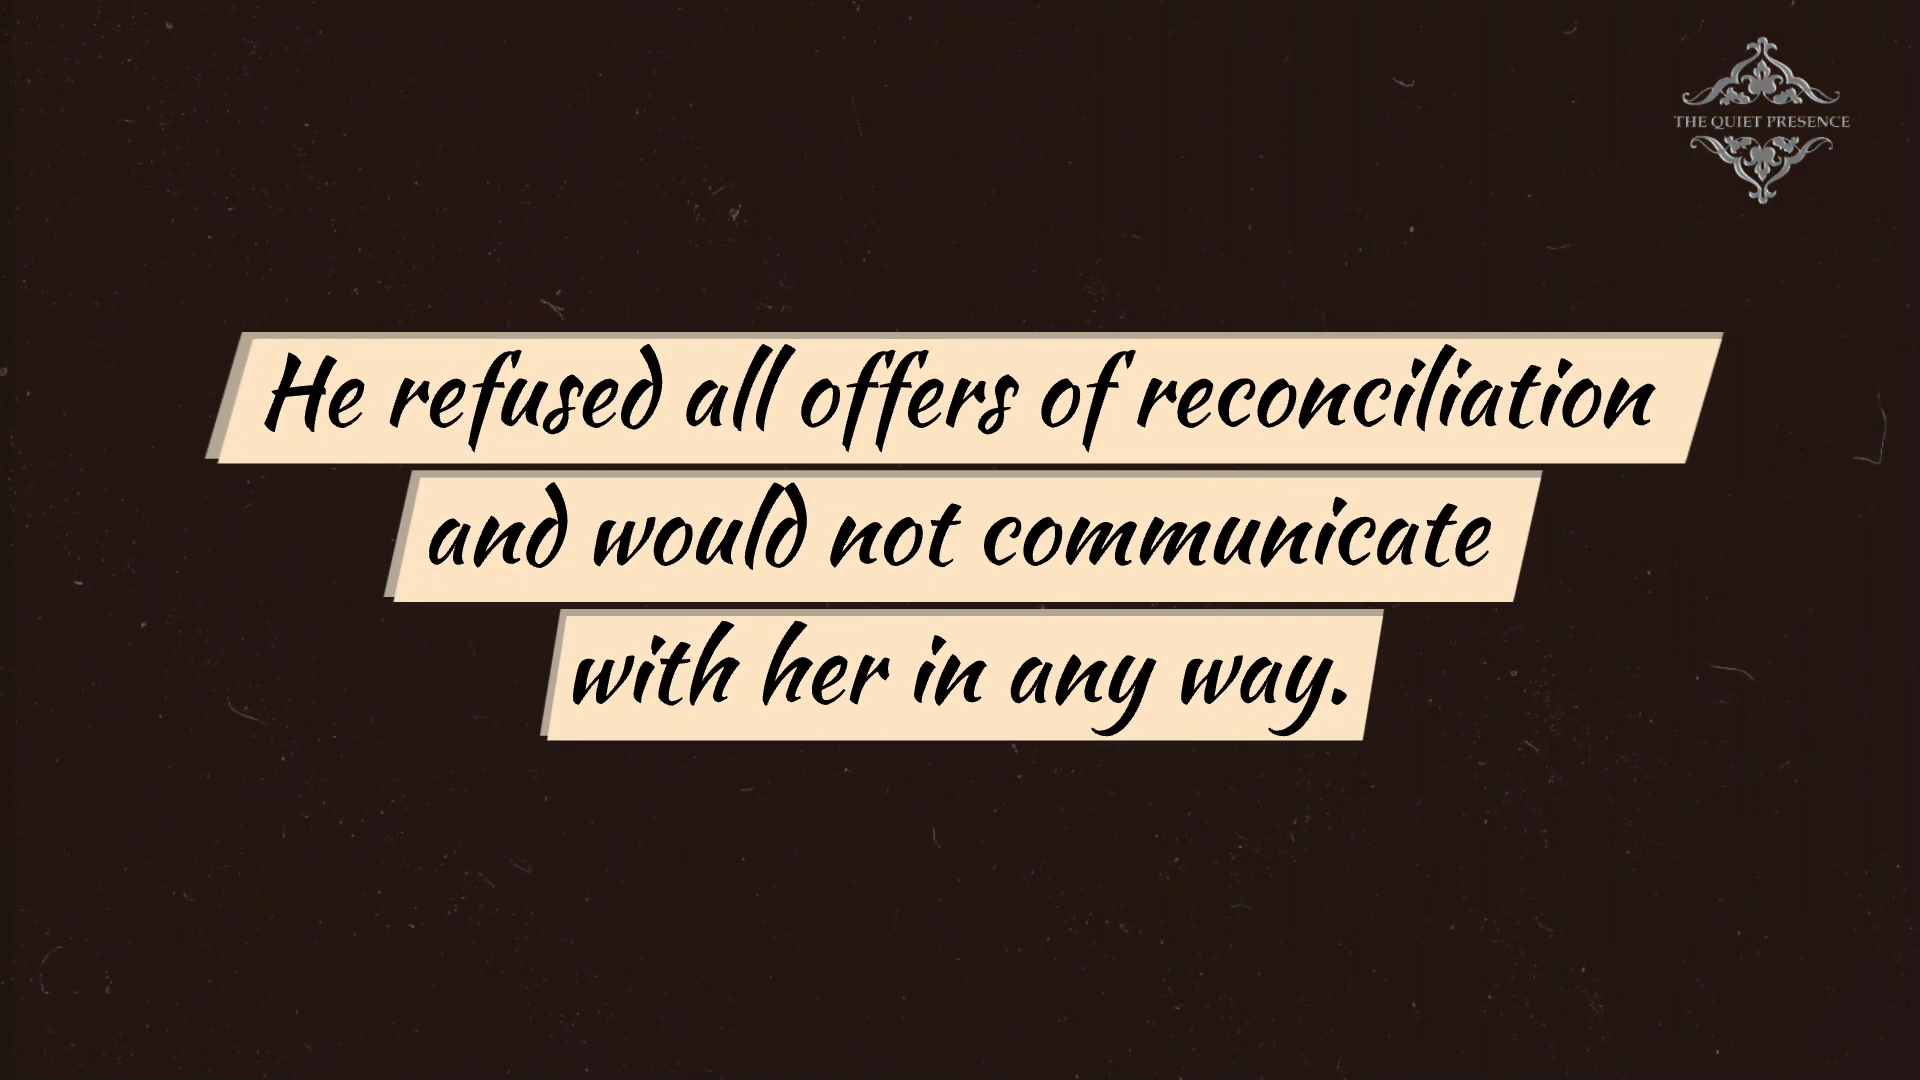 THE QUIET PRESENCE
He refused all offers of reconciliation
and would not communicate
with her in any way.